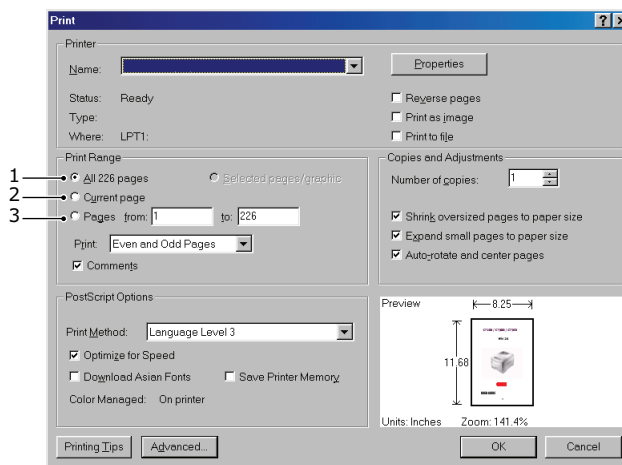 Print
Printer
Name:
Properties
Status: Ready
Type:
Where: LPT1:
Reverse pages
Print as image
Print to file
Print Range
1 All 226 pages
Selected pages/graphic
2 Current page
3 Pages from: 1 to: 226
Print: Even and Odd Pages
Comments
Copies and Adjustments
Number of copies: 1
Shrink oversized pages to paper size
Expand small pages to paper size
Auto-rotate and center pages
PostScript Options
Print Method: Language Level 3
Optimize for Speed
Download Asian Fonts
Save Printer Memory
Color Managed: On printer
Preview
8.25
11.68
Units: Inches Zoom: 141.4%
Printing Tips
Advanced...
OK
Cancel